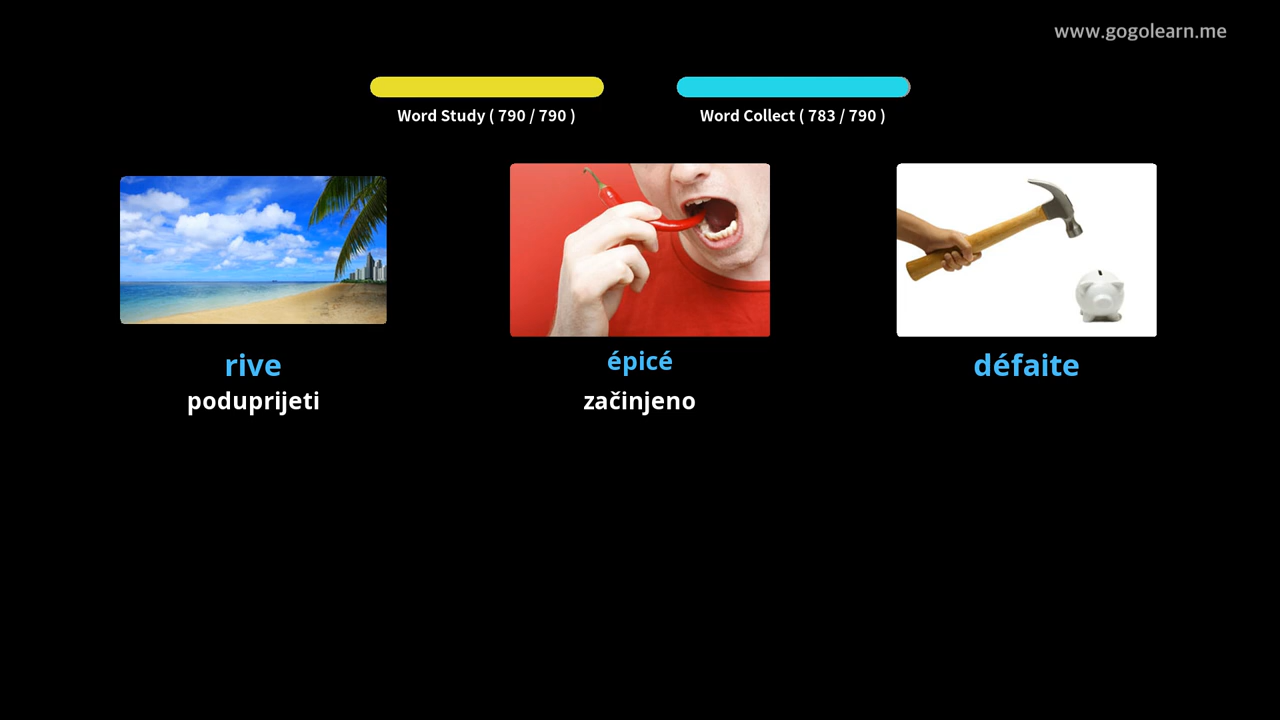 www.gogolearn.me
Word Study ( 790 / 790 )
Word Collect ( 783 / 790 )
rive
poduprijeti
épicé
začinjeno
défaite